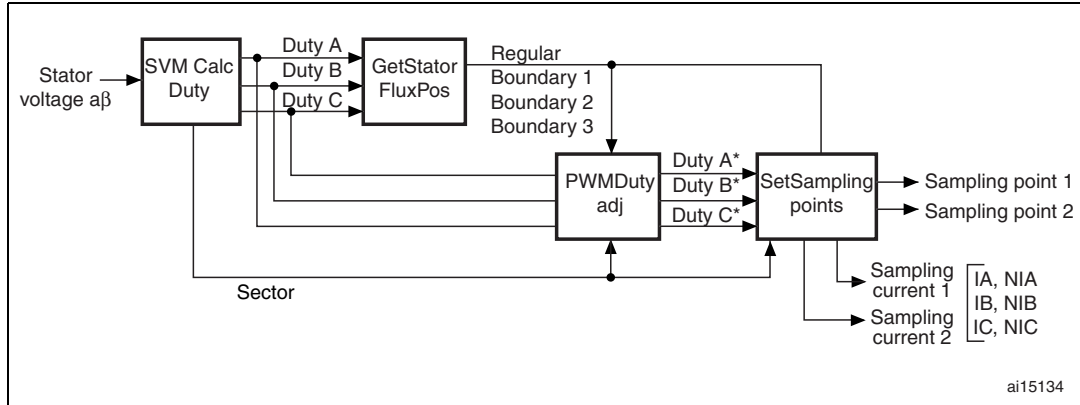 Stator
voltage aβ
SVM Calc
Duty
Duty A
Duty B
Duty C
GetStator
FluxPos
Regular
Boundary 1
Boundary 2
Boundary 3
PWMDuty
adj
Duty A*
Duty B*
Duty C*
SetSampling
points
Sampling point 1
Sampling point 2
Sector
Sampling
current 1
Sampling
current 2
IA, NIA
IB, NIB
IC, NIC
ai15134